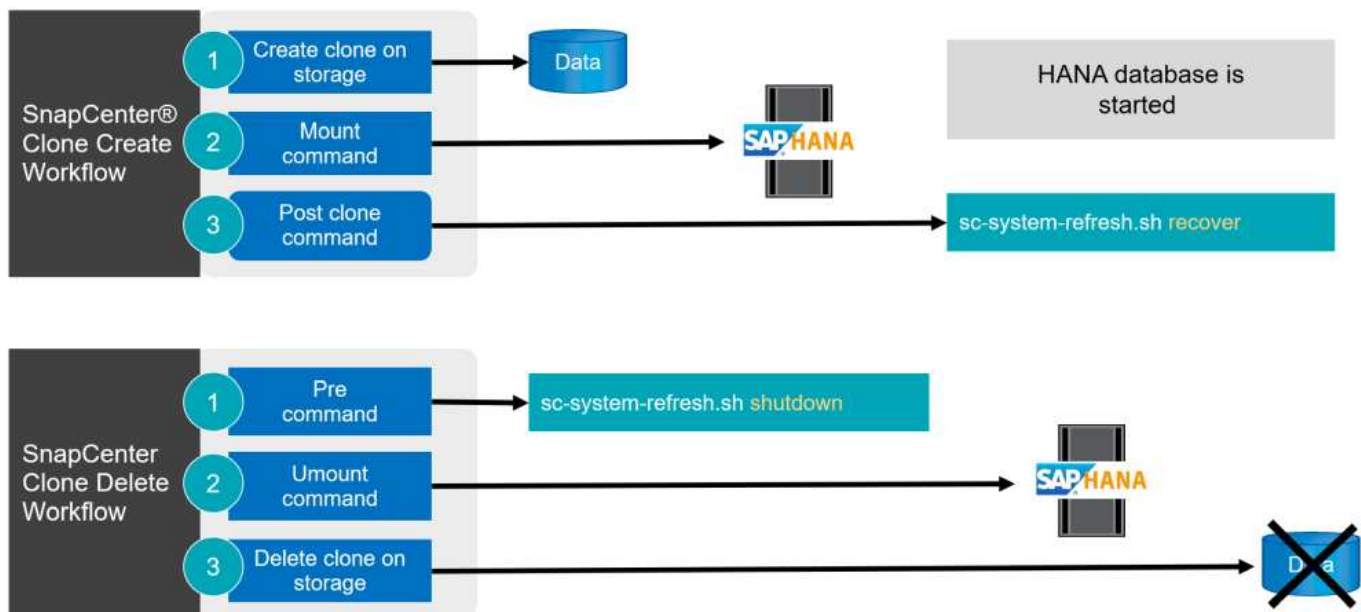 SnapCenter®
Clone Create
Workflow
1
Create clone on
storage
Data
2
Mount
command
SAP HANA
®
3
Post clone
command
HANA database is
started
sc-system-refresh.sh recover
SnapCenter
Clone Delete
Workflow
1
Pre
command
sc-system-refresh.sh shutdown
2
Umount
command
SAP HANA
®
3
Delete clone on
storage
Data